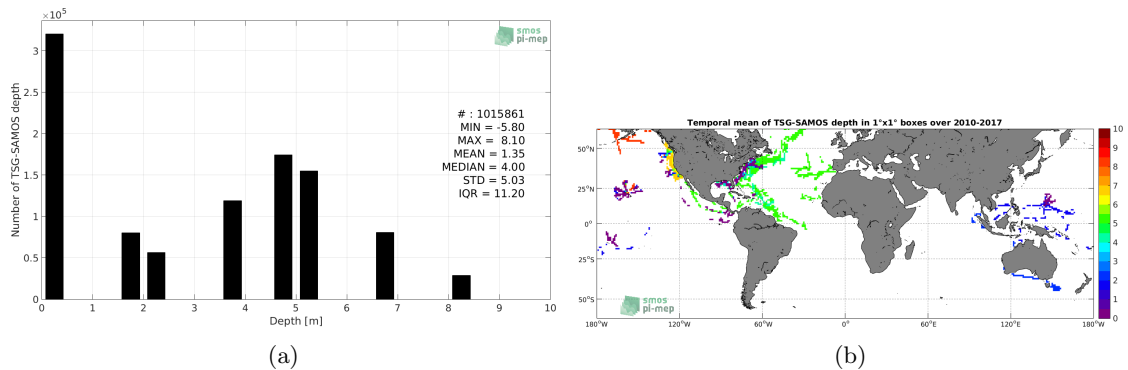 ×10⁵
smos
pi-mep
3
2.5
2
1.5
1
0.5
0
Number of TSG-SAMOS depth
# : 1015861
MIN = -5.80
MAX = 8.10
MEAN = 1.35
MEDIAN = 4.00
STD = 5.03
IQR = 11.20
0 1 2 3 4 5 6 7 8 9 10
Depth [m]
(a)
Temporal mean of TSG-SAMOS depth in 1°x1° boxes over 2010-2017
50°N
25°N
0°
25°S
50°S
smos
pi-mep
180°W 120°W 60°W 0° 60°E 120°E 180°W
10
9
8
7
6
5
4
3
2
1
0
(b)